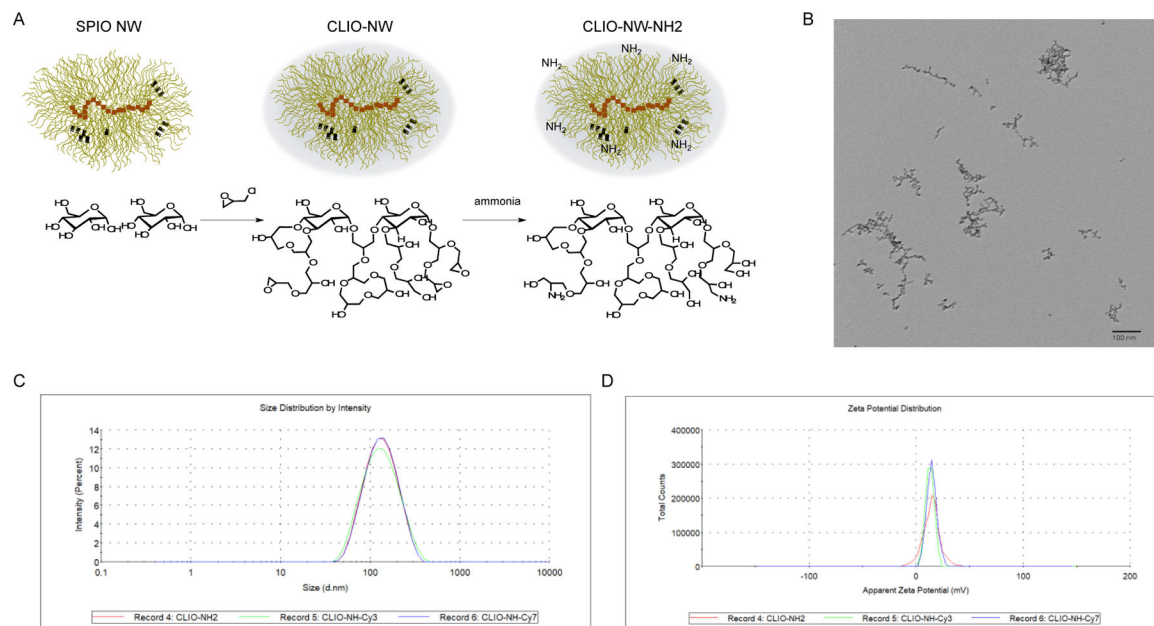 A
SPIO NW
CLIO-NW
CLIO-NW-NH2
NH2
NH2
NH2
NH2
NH2
NH2
ammonia
B
100 nm
C
Size Distribution by Intensity
Intensity (Percent)
14
12
10
8
6
4
2
0
0.1
1
10
100
1000
10000
Size (d.nm)
Record 4: CLIO-NH2
Record 5: CLIO-NH-Cy3
Record 6: CLIO-NH-Cy7
D
Zeta Potential Distribution
Total Counts
400000
300000
200000
100000
0
-100
0
100
200
Apparent Zeta Potential (mV)
Record 4: CLIO-NH2
Record 5: CLIO-NH-Cy3
Record 6: CLIO-NH-Cy7